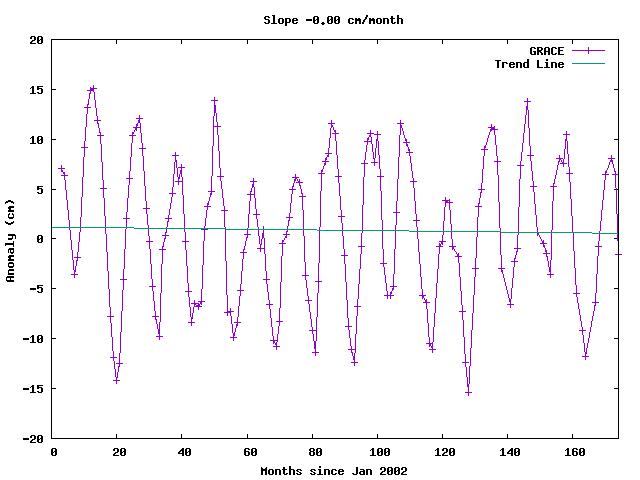 Slope -0.00 cm/month
GRACE
Trend Line
20
15
10
5
0
-5
-10
-15
-20
Anomaly (cm)
0 20 40 60 80 100 120 140 160
Months since Jan 2002